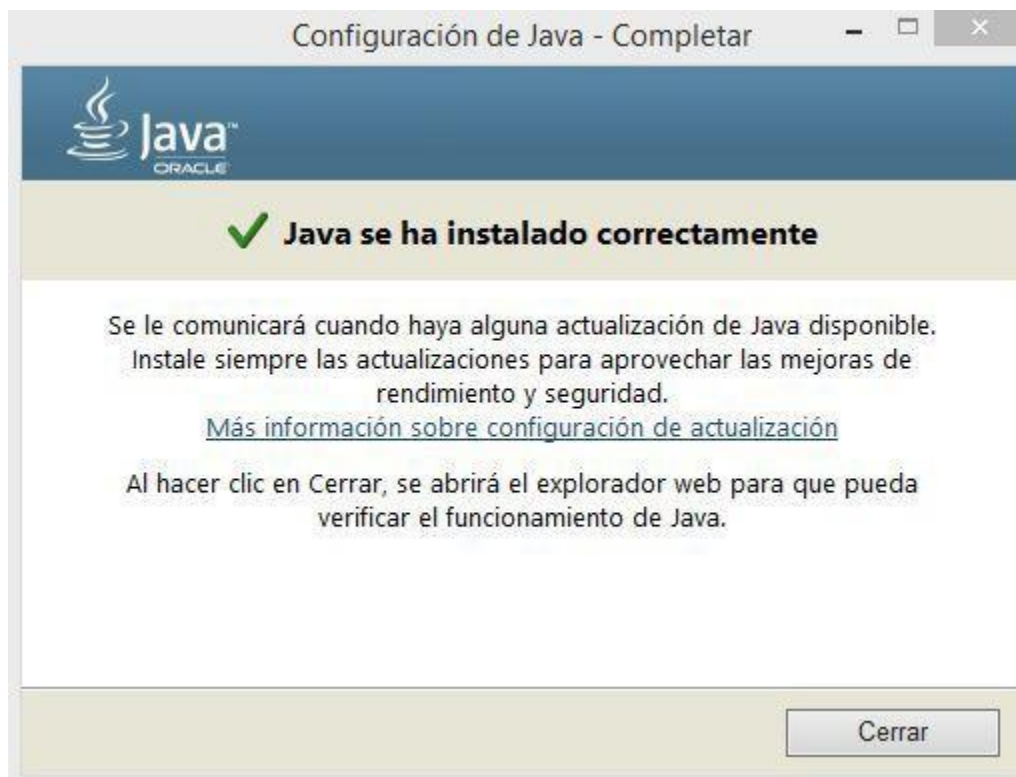 Configuración de Java - Completar
Java™
ORACLE
Java se ha instalado correctamente
Se le comunicará cuando haya alguna actualización de Java disponible.
Instale siempre las actualizaciones para aprovechar las mejoras de
rendimiento y seguridad.
Más información sobre configuración de actualización
Al hacer clic en Cerrar, se abrirá el explorador web para que pueda
verificar el funcionamiento de Java.
Cerrar